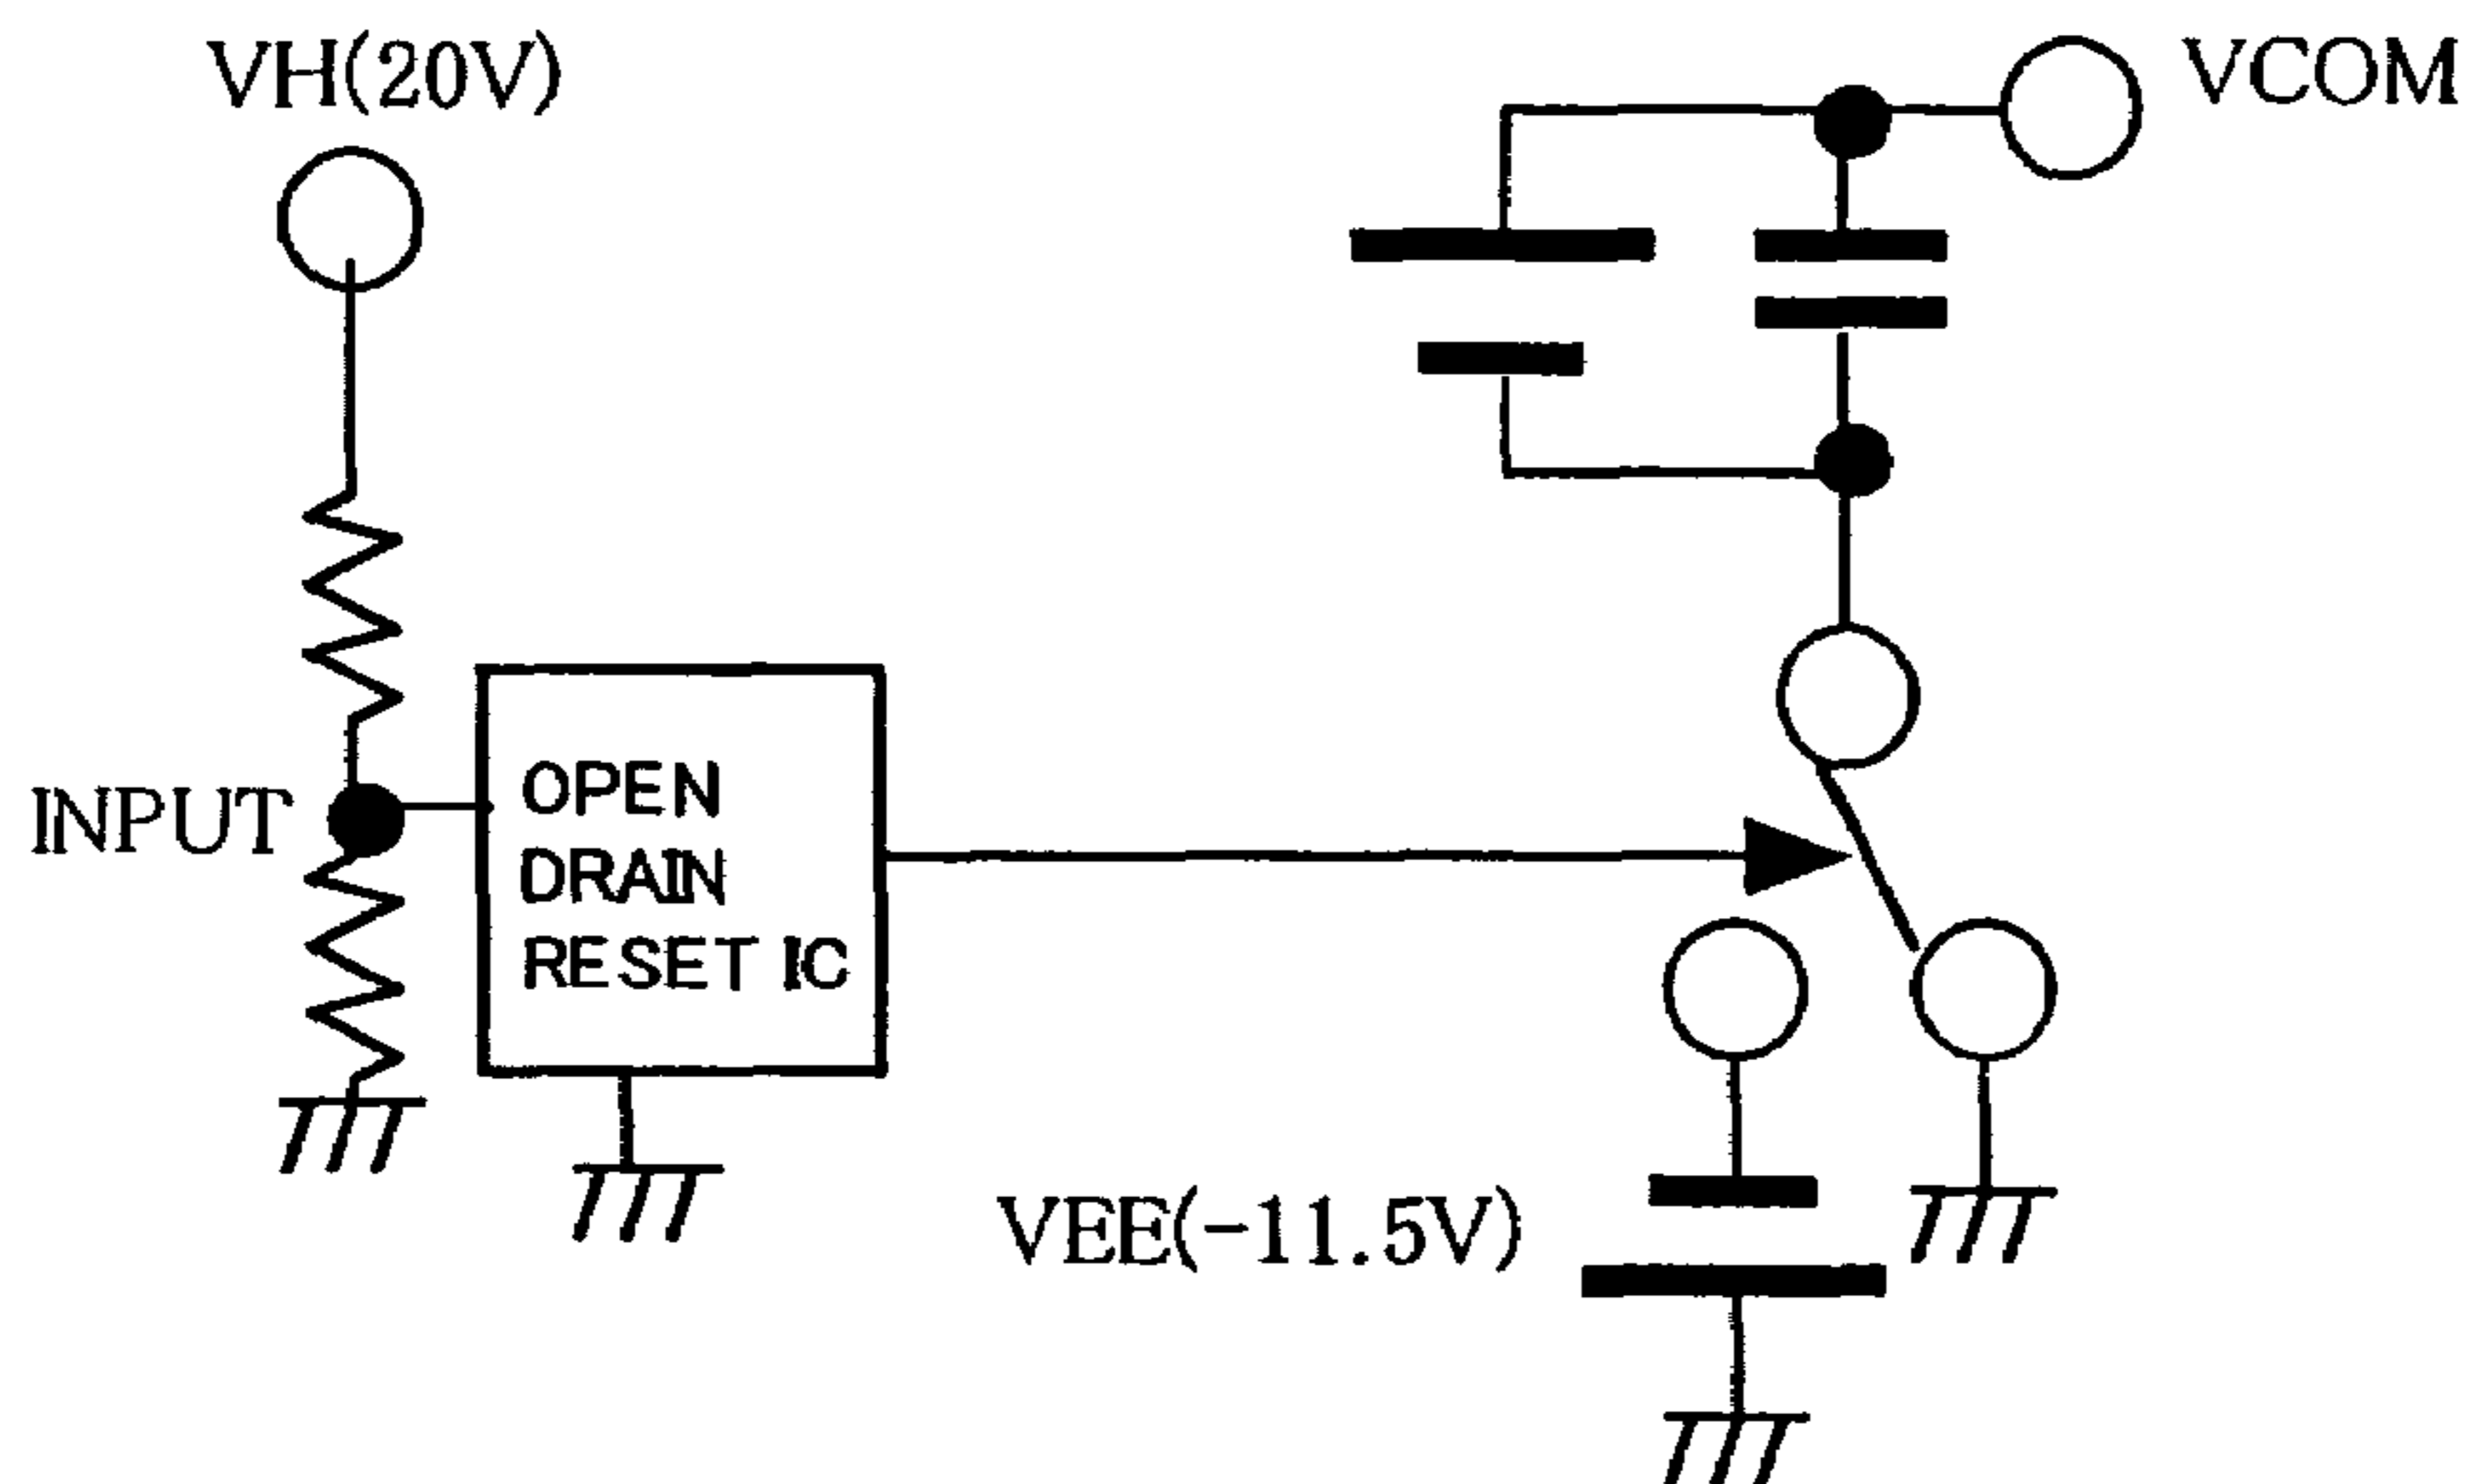 VH(20V)
VCOM
INPUT
OPEN
DRAIN
RESET IC
VEE(-11.5V)